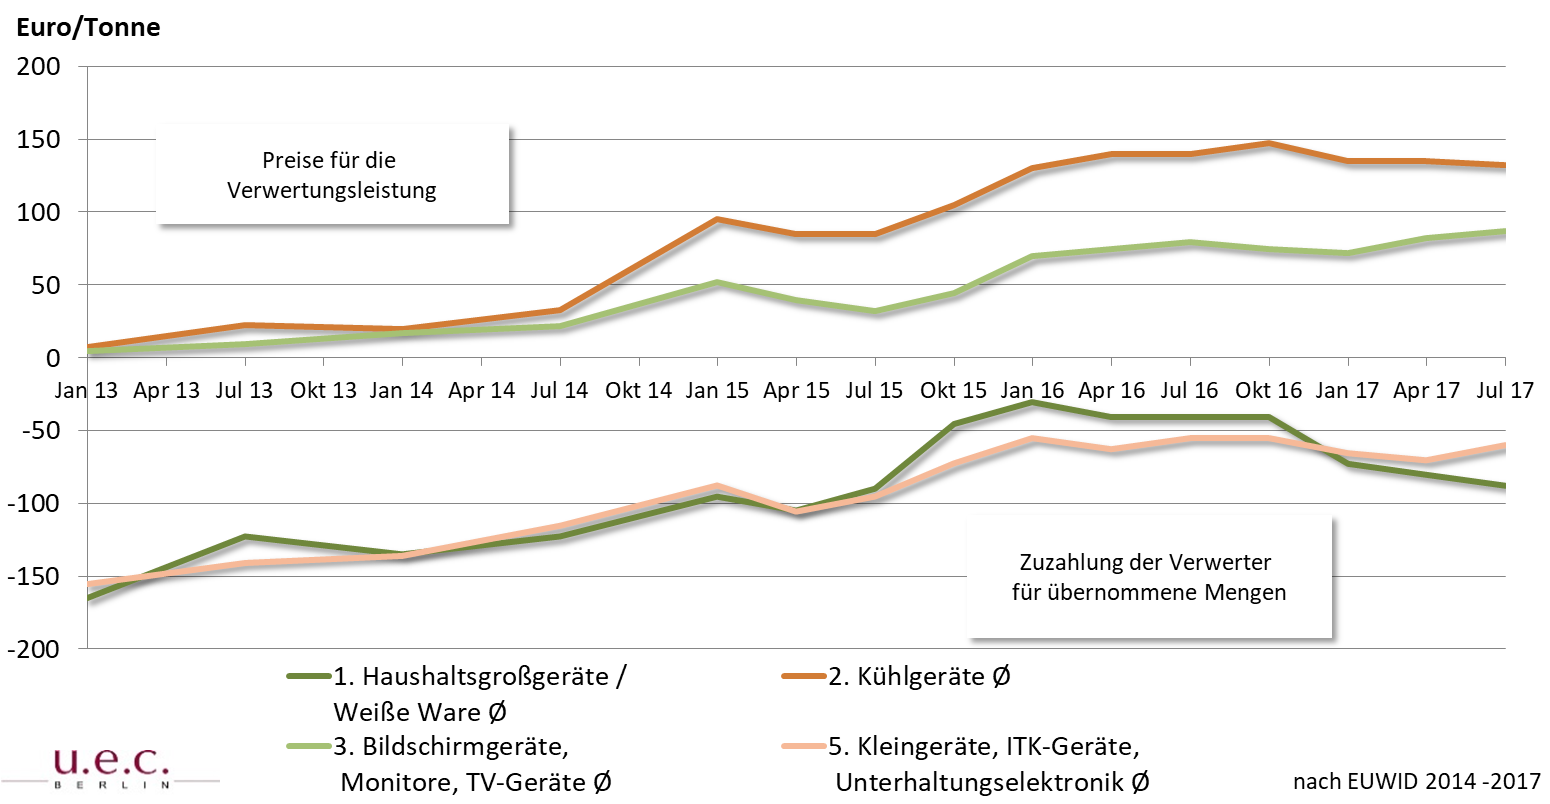 Euro/Tonne
200
150
100
50
0
-50
-100
-150
-200
Preise für die
Verwertungsleistung
Jan 13 Apr 13 Jul 13 Okt 13 Jan 14 Apr 14 Jul 14 Okt 14 Jan 15 Apr 15 Jul 15 Okt 15 Jan 16 Apr 16 Jul 16 Okt 16 Jan 17 Apr 17 Jul 17
Zuzahlung der Verwerter
für übernommene Mengen
1. Haushaltsgroßgeräte /
Weiße Ware Ø
2. Kühlgeräte Ø
3. Bildschirmgeräte,
Monitore, TV-Geräte Ø
5. Kleingeräte, ITK-Geräte,
Unterhaltungselektronik Ø
u.e.c.
BERLIN
nach EUWID 2014 -2017